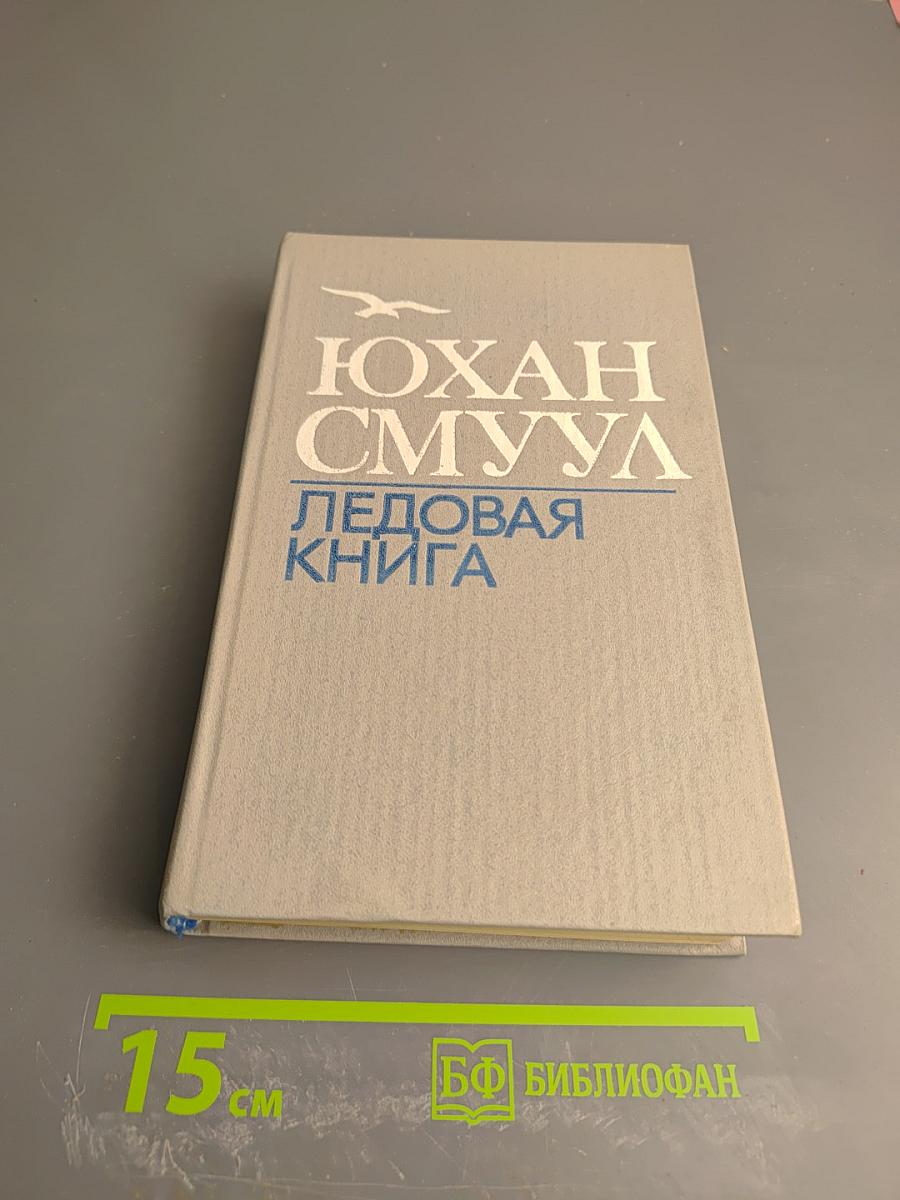 ЮХАН
СМУУЛ
ЛЕДОВАЯ
КНИГА
15 см
БФ БИБЛИОФАН